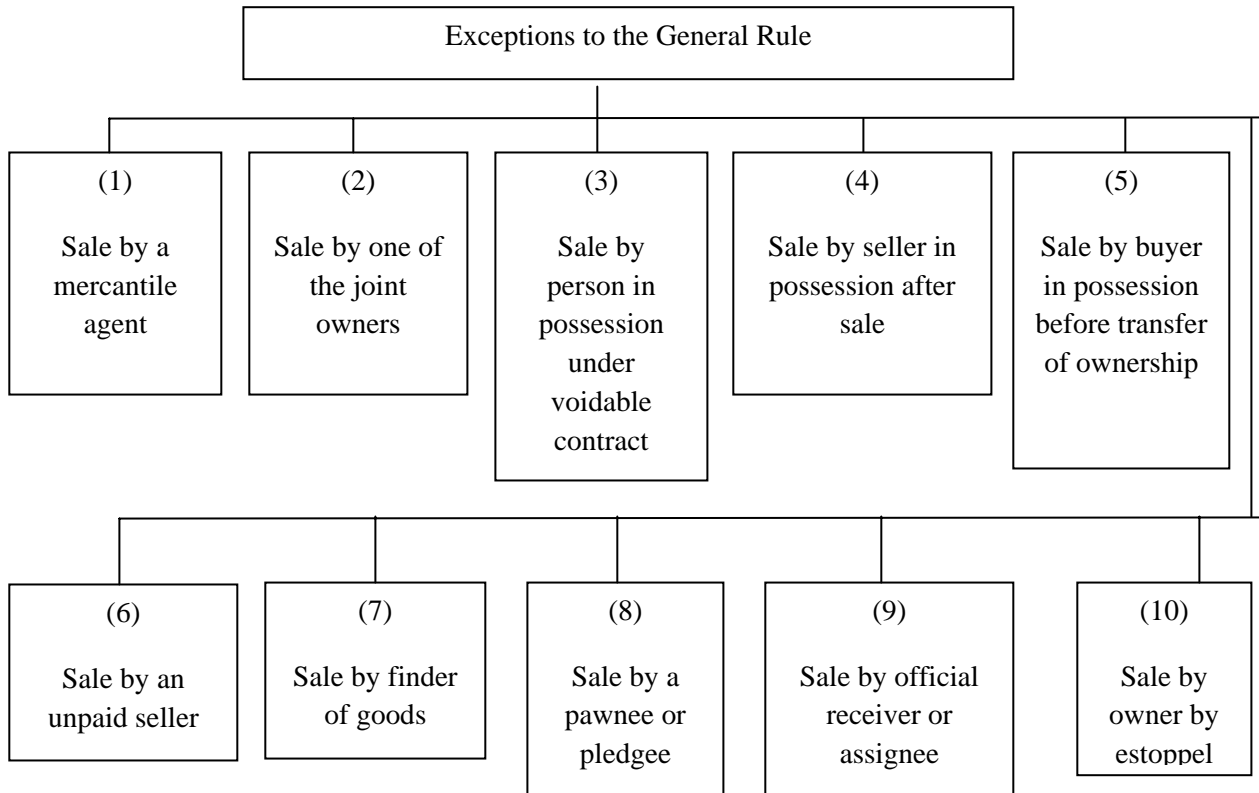 Exceptions to the General Rule
(1)
Sale by a
mercantile
agent
(2)
Sale by one of
the joint
owners
(3)
Sale by
person in
possession
under
voidable
contract
(4)
Sale by seller in
possession after
sale
(5)
Sale by buyer
in possession
before transfer
of ownership
(6)
Sale by an
unpaid seller
(7)
Sale by finder
of goods
(8)
Sale by a
pawnee or
pledgee
(9)
Sale by official
receiver or
assignee
(10)
Sale by
owner by
estoppel